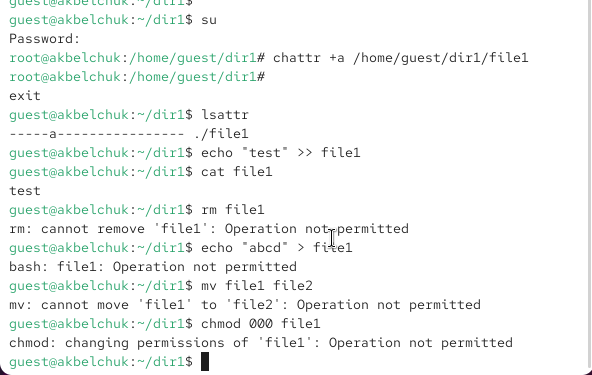 guest@akbelchuk:~/dir1$
guest@akbelchuk:~/dir1$ su
Password:
root@akbelchuk:/home/guest/dir1# chattr +a /home/guest/dir1/file1
root@akbelchuk:/home/guest/dir1#
exit
guest@akbelchuk:~/dir1$ lsattr
-----a---------------- ./file1
guest@akbelchuk:~/dir1$ echo "test" >> file1
guest@akbelchuk:~/dir1$ cat file1
test
guest@akbelchuk:~/dir1$ rm file1
rm: cannot remove 'file1': Operation not permitted
guest@akbelchuk:~/dir1$ echo "abcd" > file1
bash: file1: Operation not permitted
guest@akbelchuk:~/dir1$ mv file1 file2
mv: cannot move 'file1' to 'file2': Operation not permitted
guest@akbelchuk:~/dir1$ chmod 000 file1
chmod: changing permissions of 'file1': Operation not permitted
guest@akbelchuk:~/dir1$